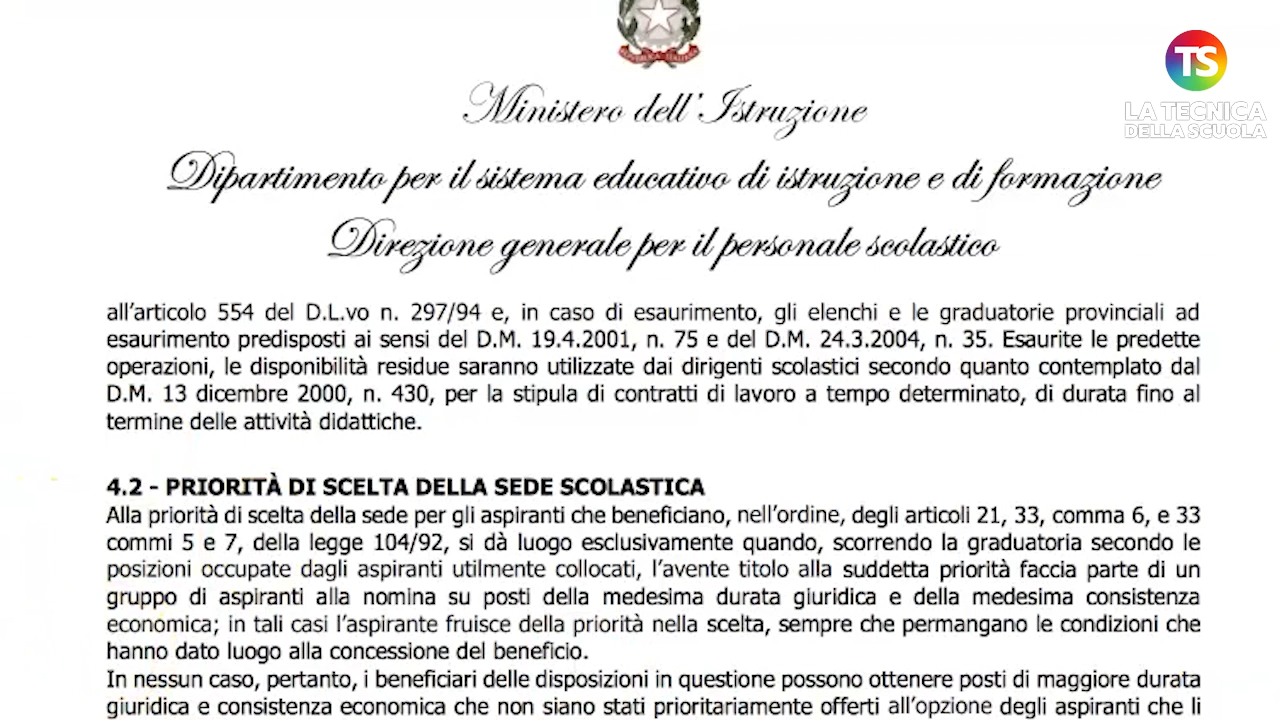 REPVBBLICA ITALIANA
TS
LA TECNICA
DELLA SCUOLA
Ministero dell'Istruzione
Dipartimento per il sistema educativo di istruzione e di formazione
Direzione generale per il personale scolastico
all'articolo 554 del D.L.vo n. 297/94 e, in caso di esaurimento, gli elenchi e le graduatorie provinciali ad
esaurimento predisposti ai sensi del D.M. 19.4.2001, n. 75 e del D.M. 24.3.2004, n. 35. Esaurite le predette
operazioni, le disponibilità residue saranno utilizzate dai dirigenti scolastici secondo quanto contemplato dal
D.M. 13 dicembre 2000, n. 430, per la stipula di contratti di lavoro a tempo determinato, di durata fino al
termine delle attività didattiche.
4.2 - PRIORITÀ DI SCELTA DELLA SEDE SCOLASTICA
Alla priorità di scelta della sede per gli aspiranti che beneficiano, nell'ordine, degli articoli 21, 33, comma 6, e 33
commi 5 e 7, della legge 104/92, si dà luogo esclusivamente quando, scorrendo la graduatoria secondo le
posizioni occupate dagli aspiranti utilmente collocati, l'avente titolo alla suddetta priorità faccia parte di un
gruppo di aspiranti alla nomina su posti della medesima durata giuridica e della medesima consistenza
economica; in tali casi l'aspirante fruisce della priorità nella scelta, sempre che permangano le condizioni che
hanno dato luogo alla concessione del beneficio.
In nessun caso, pertanto, i beneficiari delle disposizioni in questione possono ottenere posti di maggiore durata
giuridica e consistenza economica che non siano stati prioritariamente offerti all'opzione degli aspiranti che li